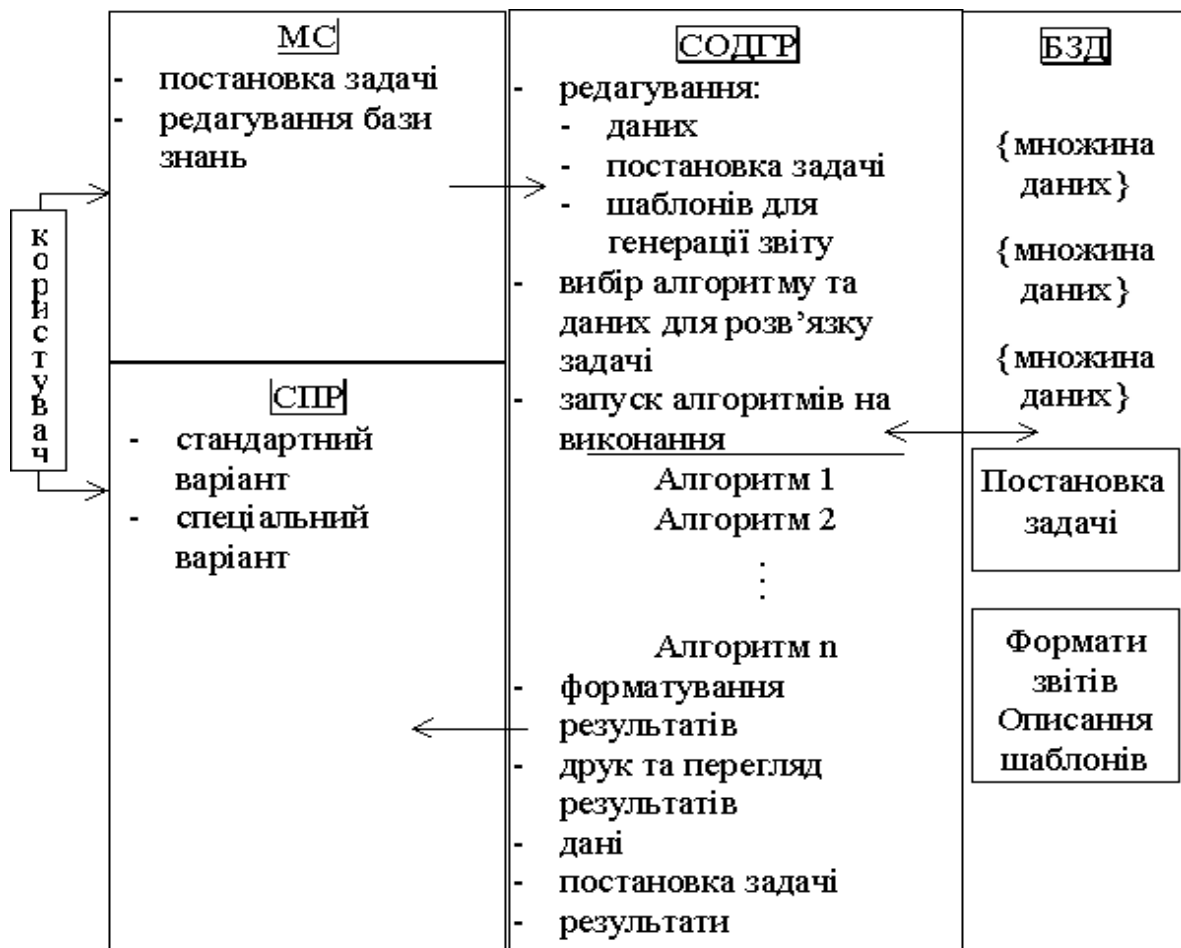 користувач
МС
- постановка задачі
- редагування бази
знань
СПР
- стандартний
варіант
- спеціальний
варіант
СОДГР
- редагування:
- даних
- постановка задачі
- шаблонів для
генерації звіту
- вибір алгоритму та
даних для розв’язку
задачі
- запуск алгоритмів на
виконання
Алгоритм 1
Алгоритм 2
⋮
Алгоритм n
- форматування
результатів
- друк та перегляд
результатів
- дані
- постановка задачі
- результати
БЗД
{множина
даних}
{множина
даних}
{множина
даних}
Постановка
задачі
Формати
звітів
Описання
шаблонів